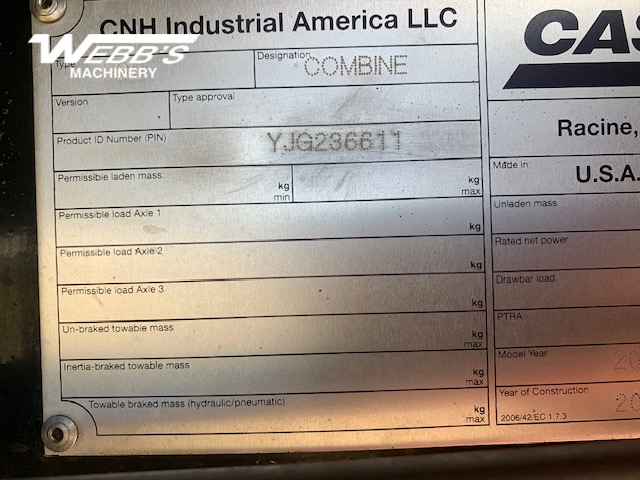 CNH Industrial America LLC
WEBB'S
MACHINERY
Type
Designation
COMBINE
Version
Type approval
Product ID Number (PIN)
YJG236611
Permissible laden mass:
kg
min
kg
max
Permissible load Axle 1
kg
Permissible load Axle 2
kg
Permissible load Axle 3
kg
Un-braked towable mass
kg
max
Inertia-braked towable mass
kg
max
Towable braked mass (hydraulic/pneumatic)
kg
max
CAS
Racine,
Made in:
U.S.A.
Unladen mass
Rated net power
Drawbar load
PTRA
Model Year
20
Year of Construction
20
2006/42/EC 1.7.3